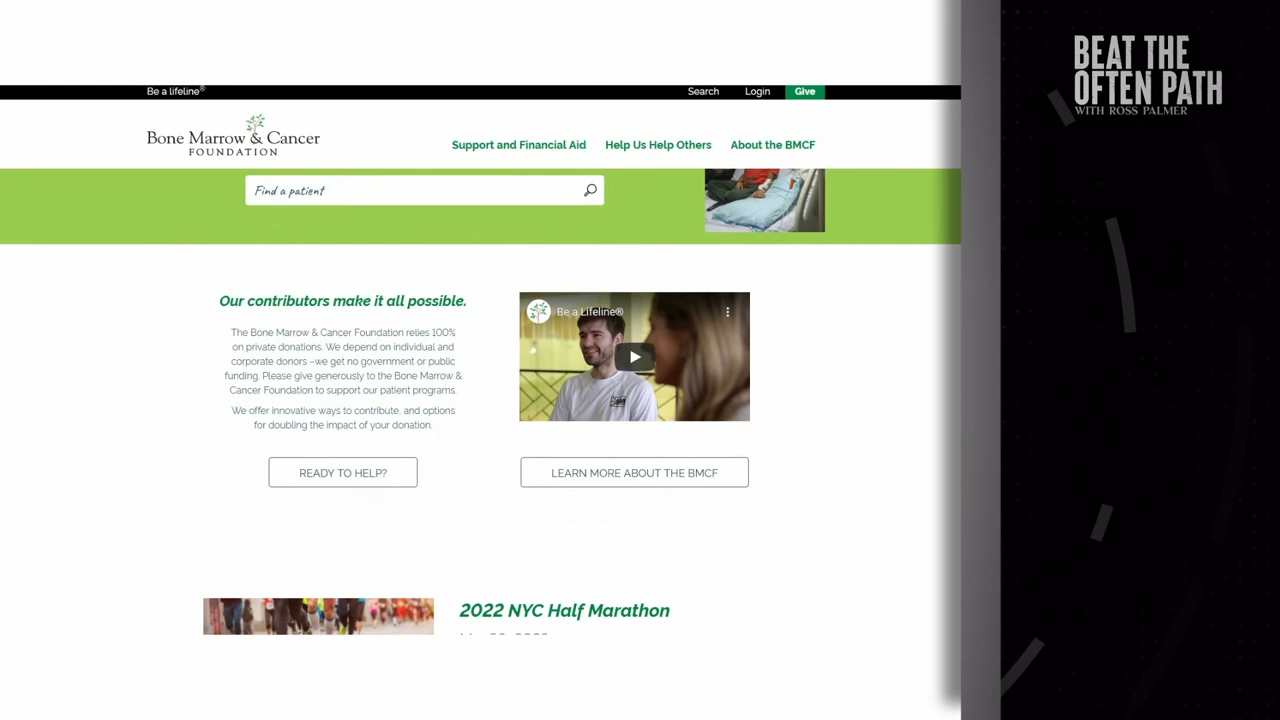 Be a lifeline®
Search
Login
Give
Bone Marrow & Cancer
FOUNDATION
Support and Financial Aid
Help Us Help Others
About the BMCF
Find a patient
Our contributors make it all possible.
The Bone Marrow & Cancer Foundation relies 100%
on private donations. We depend on individual and
corporate donors –we get no government or public
funding. Please give generously to the Bone Marrow &
Cancer Foundation to support our patient programs.
We offer innovative ways to contribute, and options
for doubling the impact of your donation.
READY TO HELP?
Be a Lifeline®
LEARN MORE ABOUT THE BMCF
2022 NYC Half Marathon
BEAT THE
OFTEN PATH
WITH ROSS PALMER